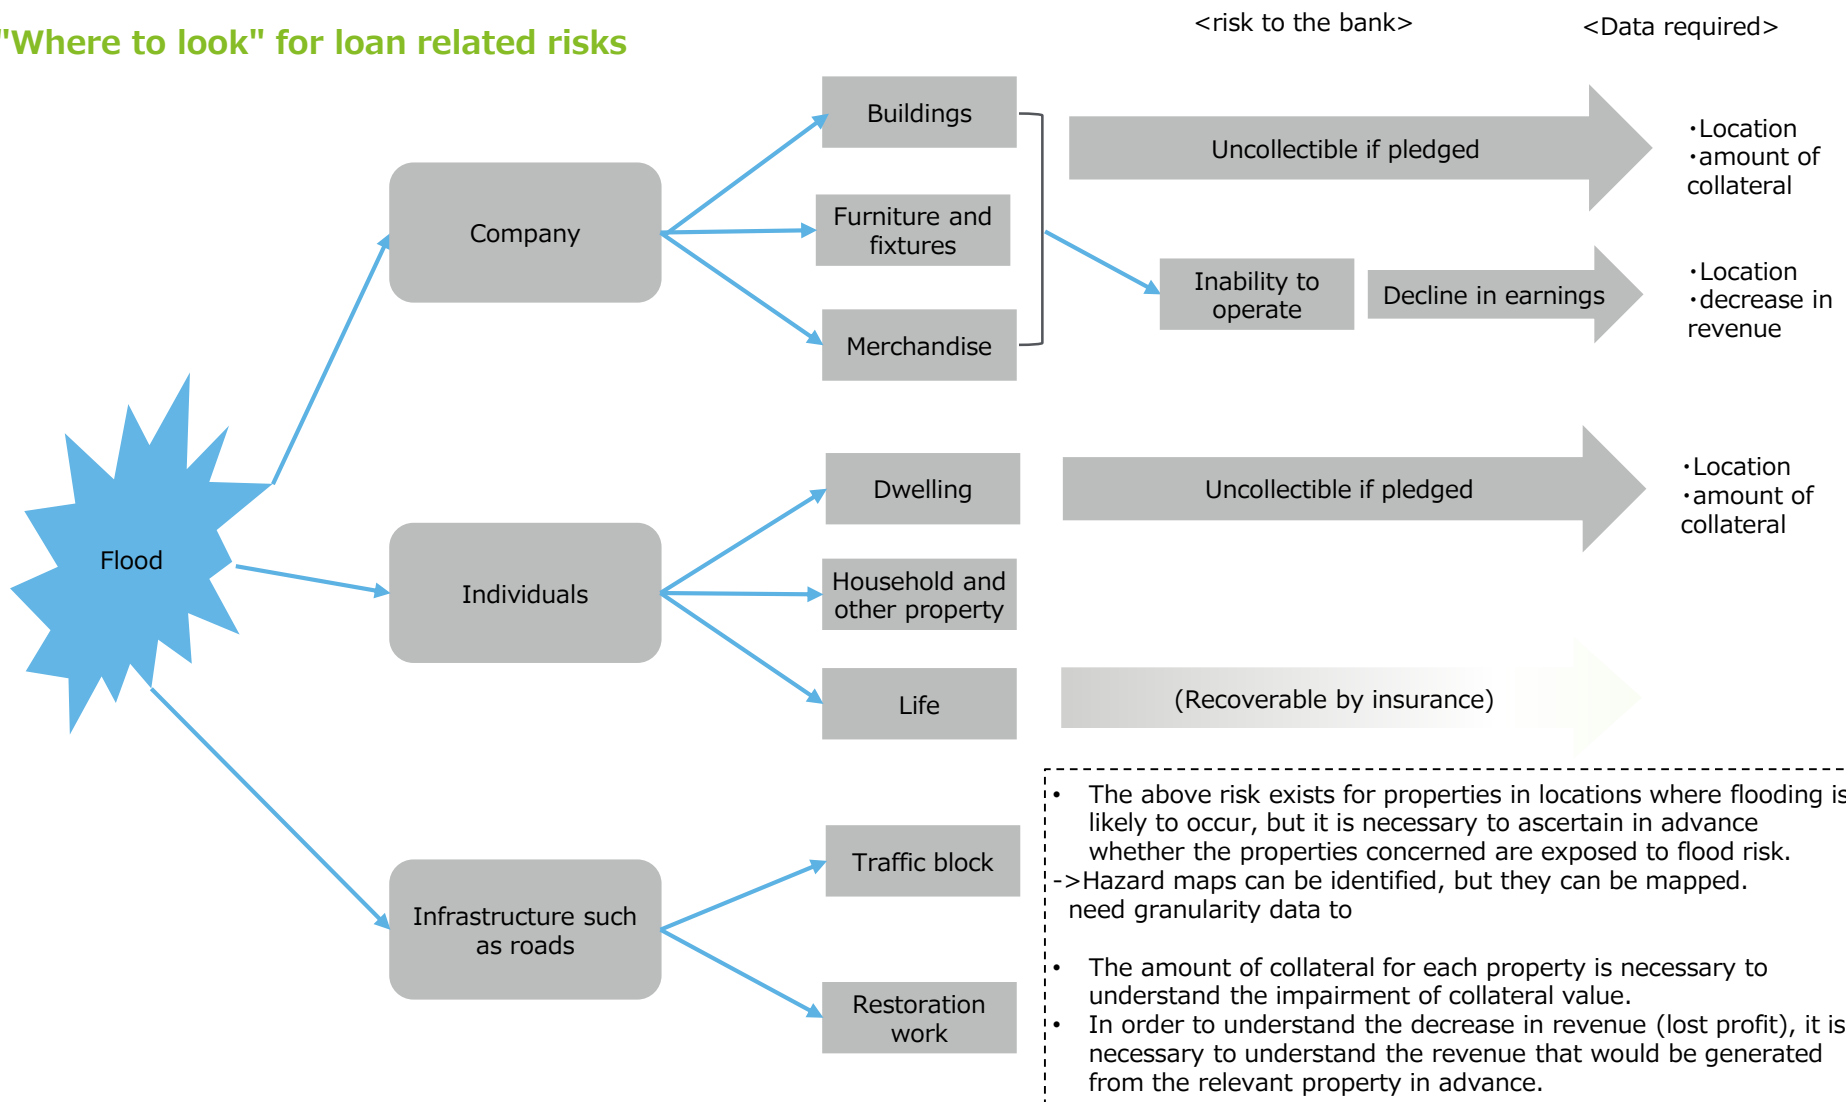 "Where to look" for loan related risks
<risk to the bank>
<Data required>
Buildings
Uncollectible if pledged
・Location
・amount of
collateral
Company
Furniture and
fixtures
Inability to
operate
Decline in earnings
・Location
・decrease in
revenue
Merchandise
Flood
Dwelling
Uncollectible if pledged
・Location
・amount of
collateral
Individuals
Household and
other property
Life
(Recoverable by insurance)
Infrastructure such
as roads
Traffic block
Restoration
work
• The above risk exists for properties in locations where flooding is
likely to occur, but it is necessary to ascertain in advance
whether the properties concerned are exposed to flood risk.
->Hazard maps can be identified, but they can be mapped.
need granularity data to
• The amount of collateral for each property is necessary to
understand the impairment of collateral value.
• In order to understand the decrease in revenue (lost profit), it is
necessary to understand the revenue that would be generated
from the relevant property in advance.